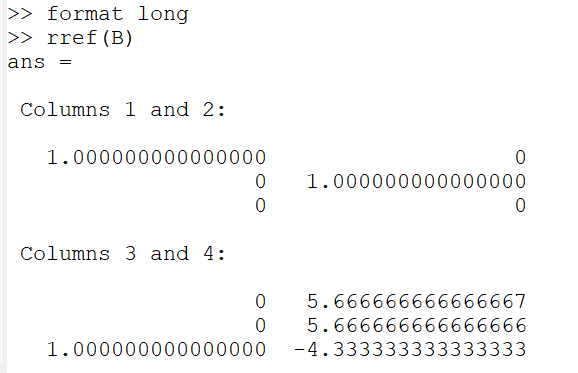 >> format long
>> rref(B)
ans =
Columns 1 and 2:
1.000000000000000 0
0 1.000000000000000
0 0
Columns 3 and 4:
0 5.666666666666667
0 5.666666666666666
1.000000000000000 -4.333333333333333